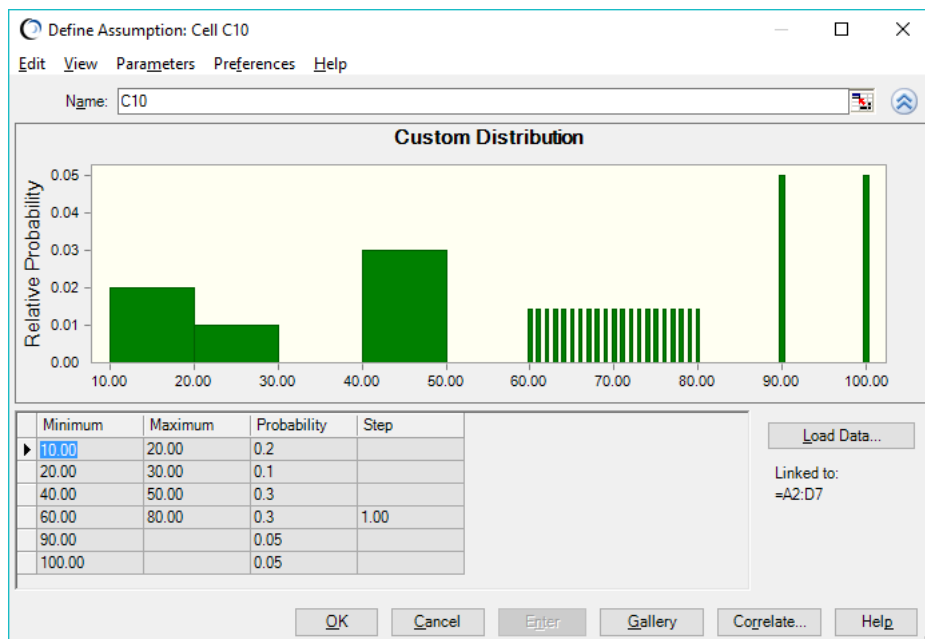 Define Assumption: Cell C10
Edit View Parameters Preferences Help
Name: C10
Custom Distribution
Relative Probability
0.05
0.04
0.03
0.02
0.01
0.00
10.00 20.00 30.00 40.00 50.00 60.00 70.00 80.00 90.00 100.00
Minimum Maximum Probability Step
10.00 20.00 0.2
20.00 30.00 0.1
40.00 50.00 0.3
60.00 80.00 0.3 1.00
90.00 0.05
100.00 0.05
Load Data...
Linked to:
=A2:D7
OK Cancel Enter Gallery Correlate... Help